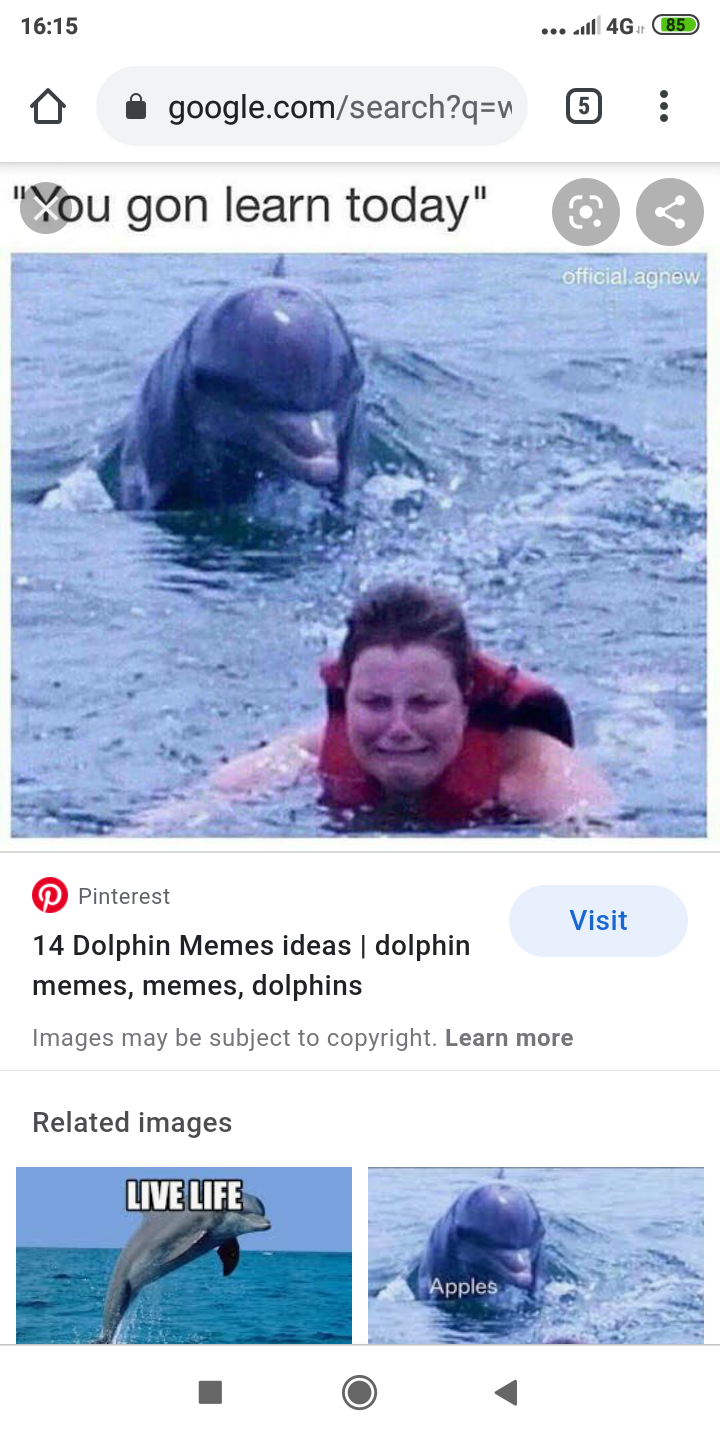 16:15
4G
85
google.com/search?q=w
5
"You gon learn today"
official.agnew
Pinterest
Visit
14 Dolphin Memes ideas | dolphin
memes, memes, dolphins
Images may be subject to copyright. Learn more
Related images
LIVE LIFE
Apples